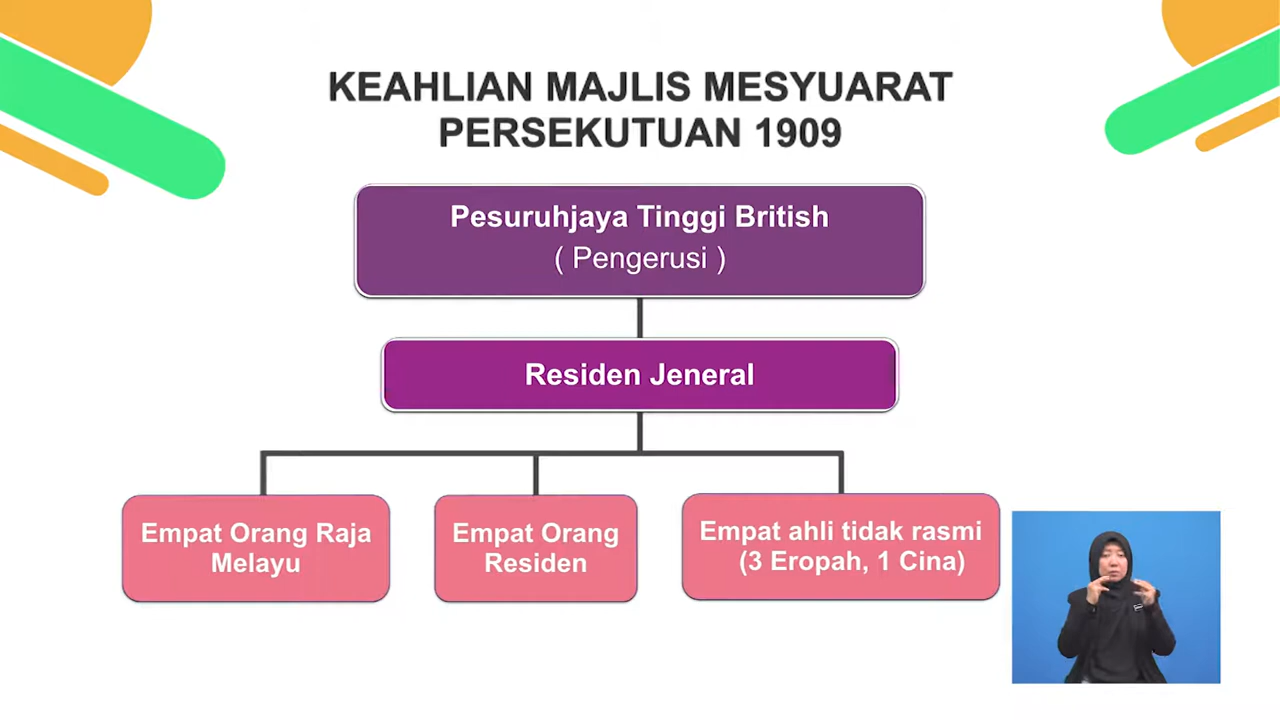 KEAHLIAN MAJLIS MESYUARAT
PERSEKUTUAN 1909
Pesuruhjaya Tinggi British
( Pengerusi )
Residen Jeneral
Empat Orang Raja
Melayu
Empat Orang
Residen
Empat ahli tidak rasmi
(3 Eropah, 1 Cina)